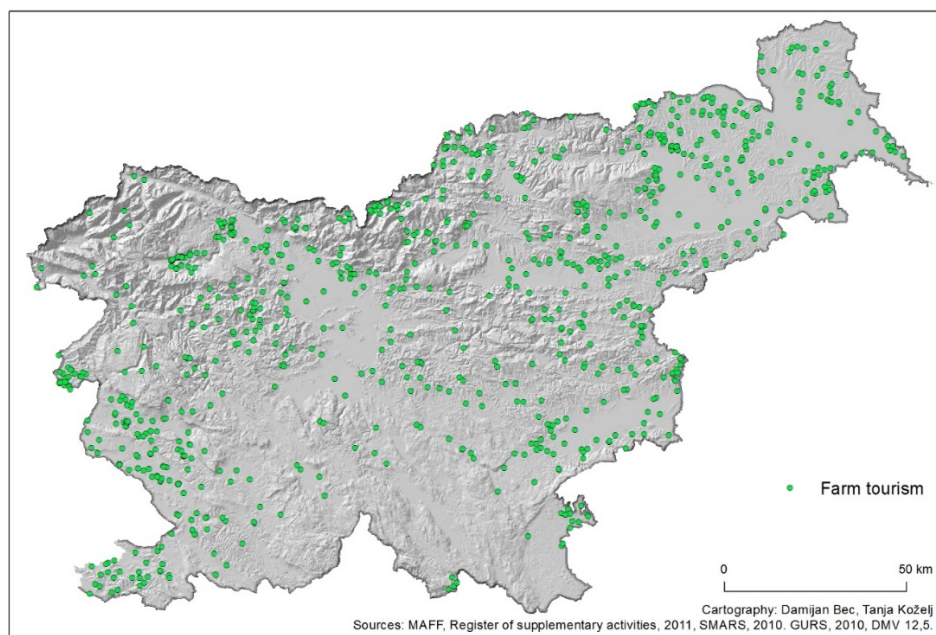 Farm tourism
0 50 km
Cartography: Damijan Bec, Tanja Koželj
Sources: MAFF, Register of supplementary activities, 2011, SMARS, 2010. GURS, 2010, DMV 12,5.